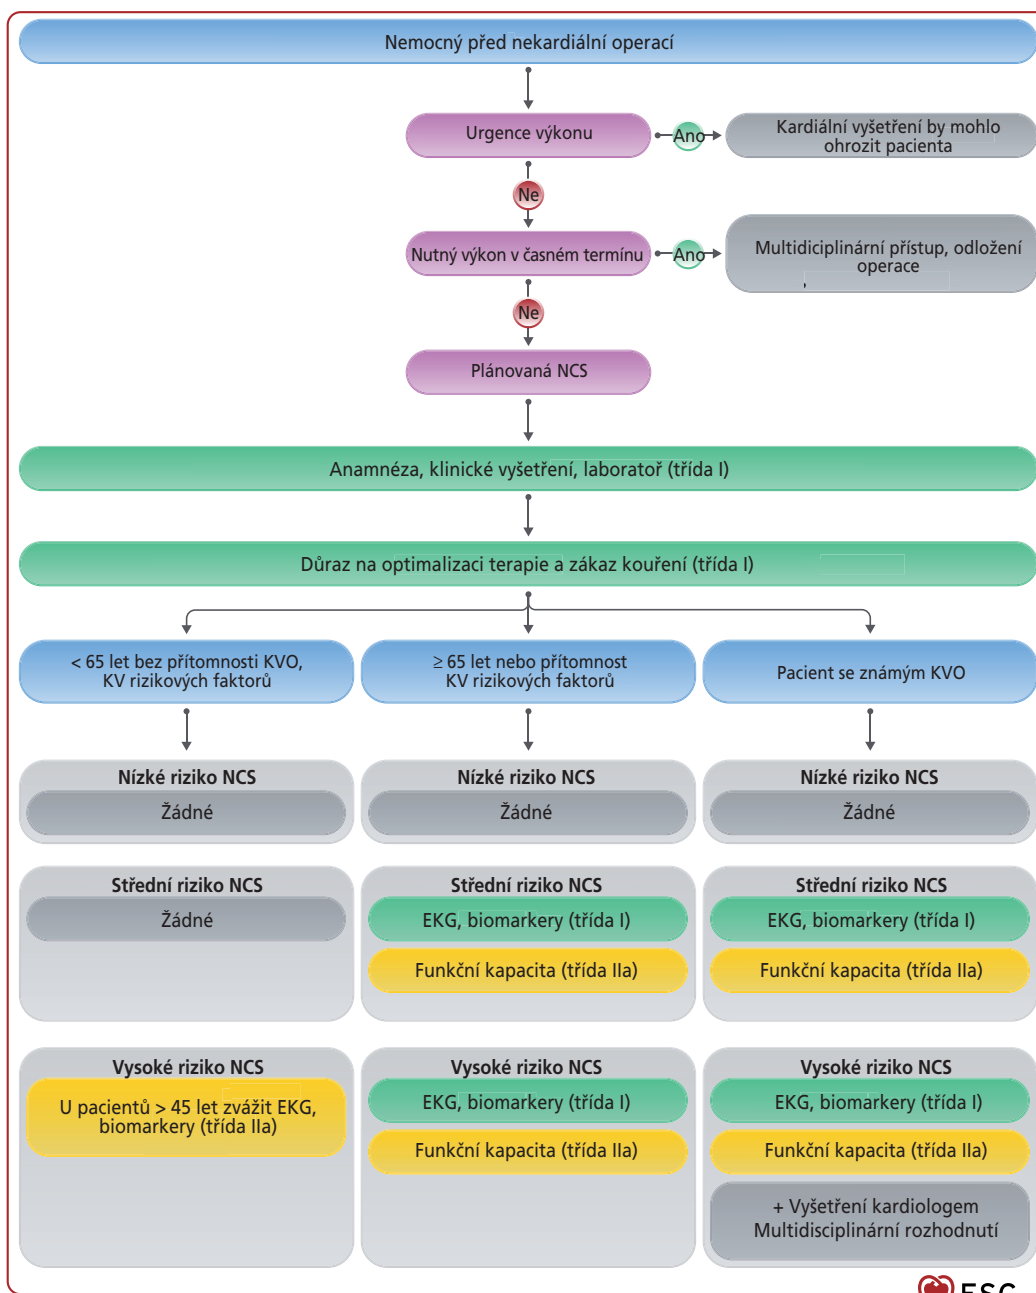 Nemocný před nekardiální operací
Urgence výkonu
Ano
Kardiální vyšetření by mohlo
ohrozit pacienta
Ne
Nutný výkon v časném termínu
Ano
Multidiciplinární přístup, odložení
operace
Ne
Plánovaná NCS
Anamnéza, klinické vyšetření, laboratoř (třída I)
Důraz na optimalizaci terapie a zákaz kouření (třída I)
< 65 let bez přítomnosti KVO,
KV rizikových faktorů
≥ 65 let nebo přítomnost
KV rizikových faktorů
Pacient se známým KVO
Nízké riziko NCS
Žádné
Nízké riziko NCS
Žádné
Nízké riziko NCS
Žádné
Střední riziko NCS
Žádné
Střední riziko NCS
EKG, biomarkery (třída I)
Funkční kapacita (třída IIa)
Střední riziko NCS
EKG, biomarkery (třída I)
Funkční kapacita (třída IIa)
Vysoké riziko NCS
U pacientů > 45 let zvážit EKG,
biomarkery (třída IIa)
Vysoké riziko NCS
EKG, biomarkery (třída I)
Funkční kapacita (třída IIa)
Vysoké riziko NCS
EKG, biomarkery (třída I)
Funkční kapacita (třída IIa)
+ Vyšetření kardiologem
Multidisciplinární rozhodnutí
ESC